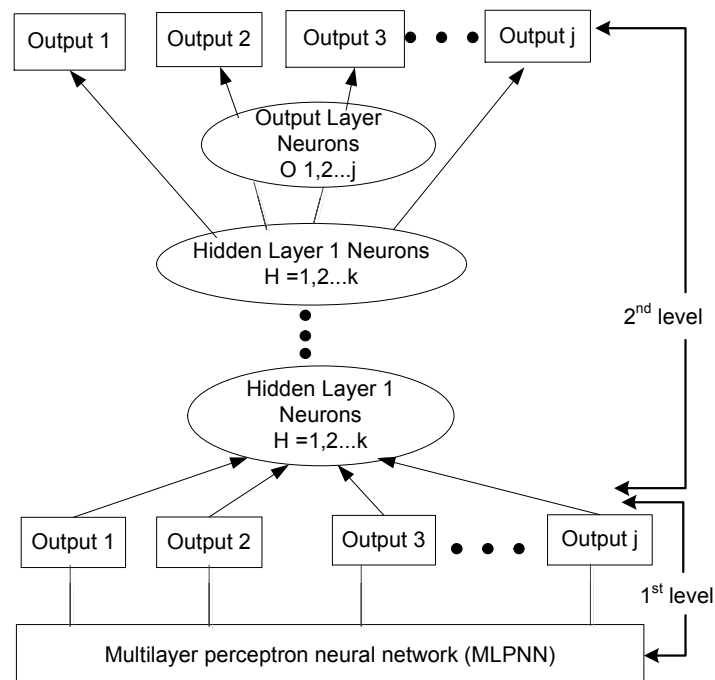 Output 1
Output 2
Output 3
Output j
Output Layer
Neurons
O 1,2...j
Hidden Layer 1 Neurons
H =1,2...k
2nd level
Hidden Layer 1
Neurons
H =1,2...k
Output 1
Output 2
Output 3
Output j
1st level
Multilayer perceptron neural network (MLPNN)